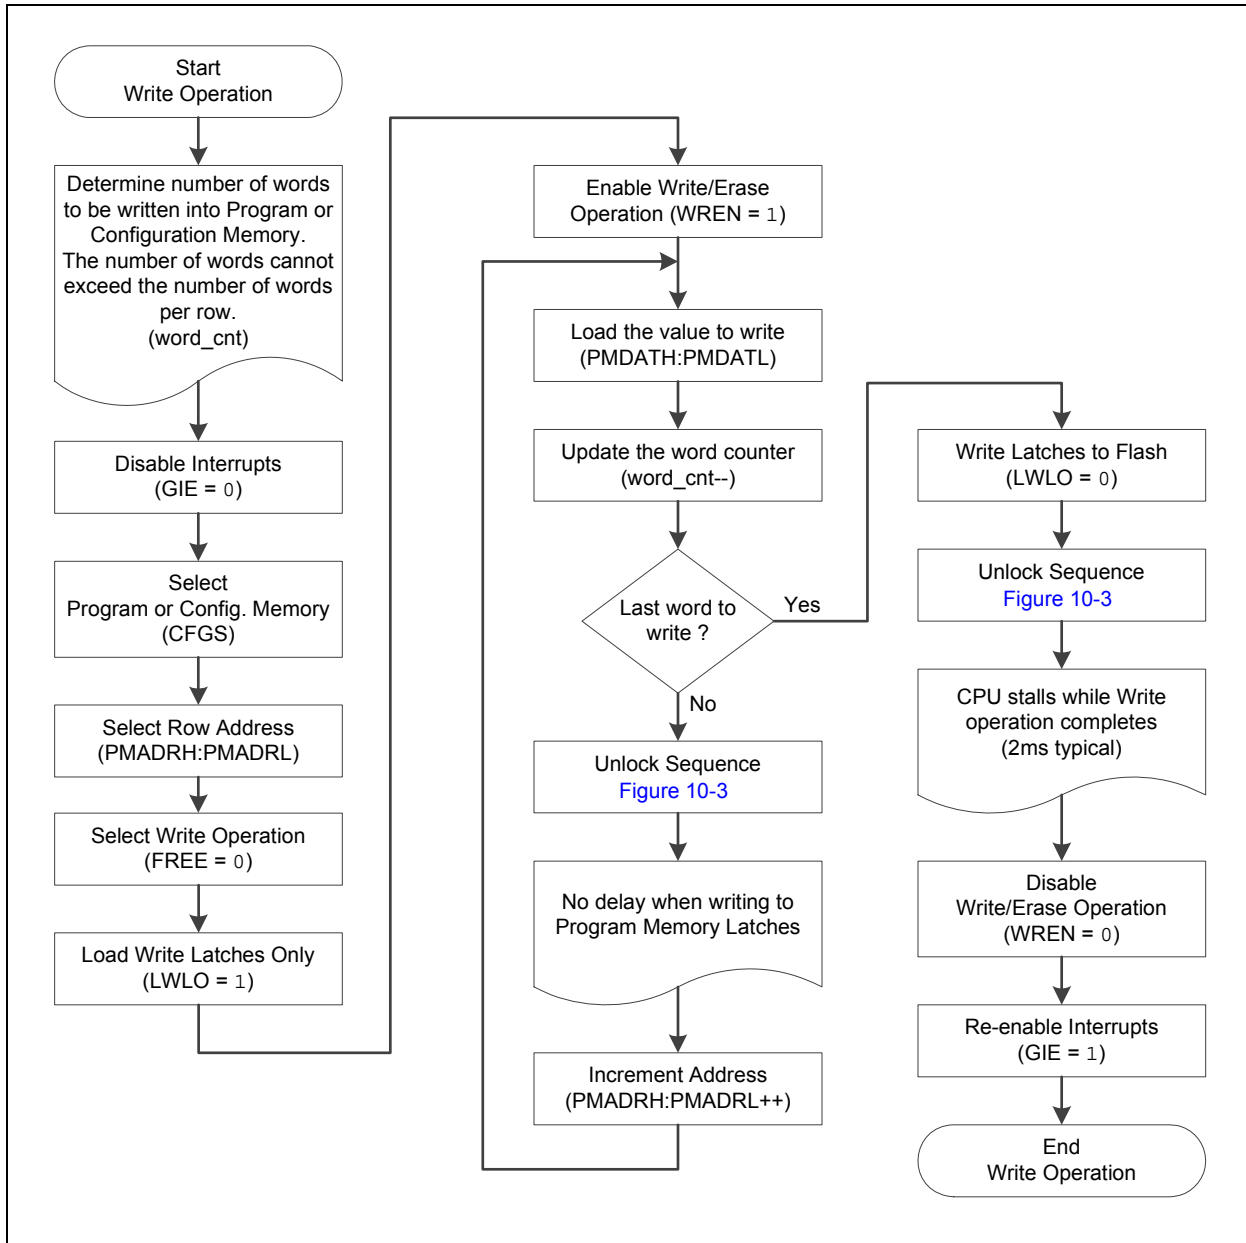 Start
Write Operation
Determine number of words
to be written into Program or
Configuration Memory.
The number of words cannot
exceed the number of words
per row.
(word_cnt)
Disable Interrupts
(GIE = 0)
Select
Program or Config. Memory
(CFGS)
Select Row Address
(PMADRH:PMADRL)
Select Write Operation
(FREE = 0)
Load Write Latches Only
(LWLO = 1)
Enable Write/Erase
Operation (WREN = 1)
Load the value to write
(PMDATH:PMDATL)
Update the word counter
(word_cnt--)
Last word to
write ?
Yes
No
Unlock Sequence
Figure 10-3
No delay when writing to
Program Memory Latches
Increment Address
(PMADRH:PMADRL++)
Write Latches to Flash
(LWLO = 0)
Unlock Sequence
Figure 10-3
CPU stalls while Write
operation completes
(2ms typical)
Disable
Write/Erase Operation
(WREN = 0)
Re-enable Interrupts
(GIE = 1)
End
Write Operation